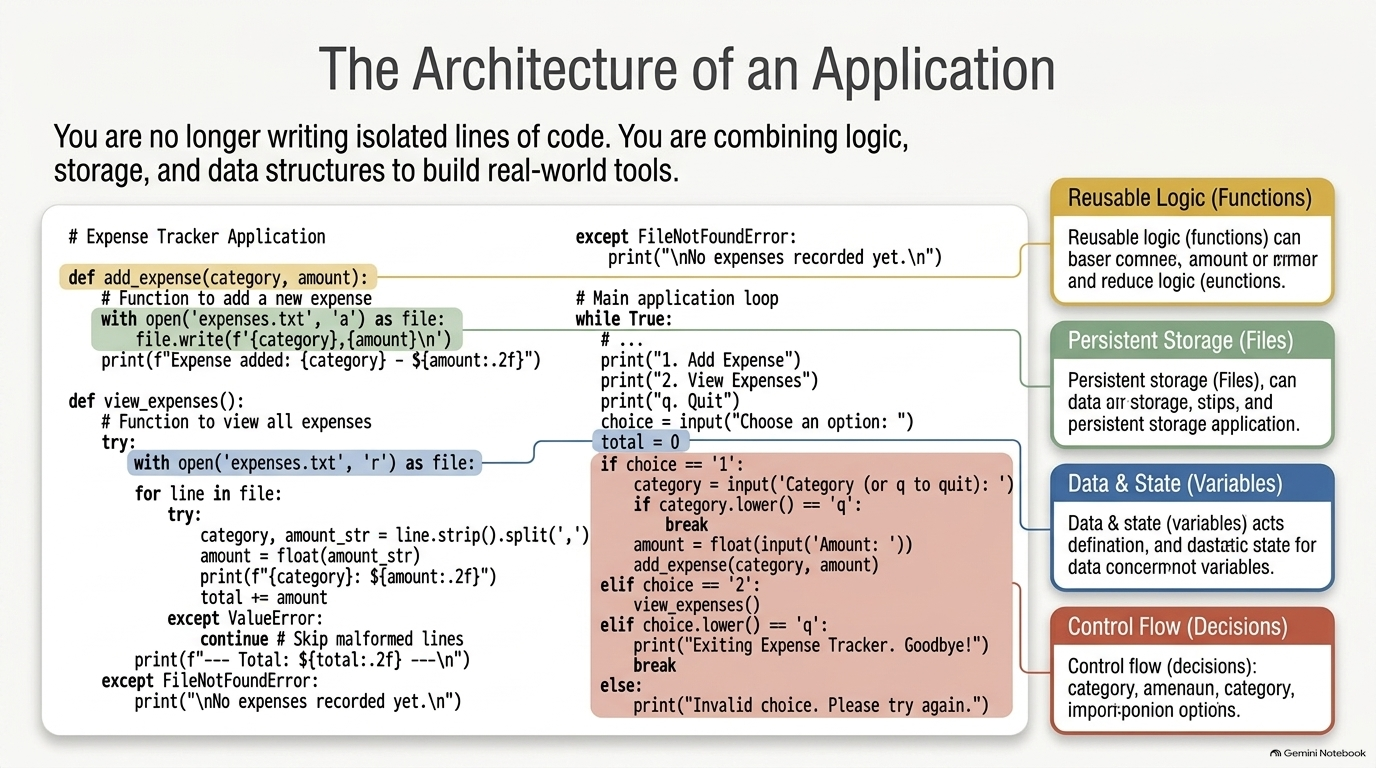 The Architecture of an Application
You are no longer writing isolated lines of code. You are combining logic,
storage, and data structures to build real-world tools.
# Expense Tracker Application
def add_expense(category, amount):
# Function to add a new expense
with open('expenses.txt', 'a') as file:
file.write(f'{category},{amount}\n')
print(f"Expense added: {category} – ${amount:.2f}")
def view_expenses():
# Function to view all expenses
try:
with open('expenses.txt', 'r') as file:
for line in file:
try:
category, amount_str = line.strip().split(',')
amount = float(amount_str)
print(f"{category}: ${amount:.2f}")
total += amount
except ValueError:
continue # Skip malformed lines
print(f"––– Total: ${total:.2f} –––\n")
except FileNotFoundError:
print("\nNo expenses recorded yet.\n")
except FileNotFoundError:
print("\nNo expenses recorded yet.\n")
# Main application loop
while True:
# ...
print("1. Add Expense")
print("2. View Expenses")
print("q. Quit")
choice = input("Choose an option: ")
total = 0
if choice == '1':
category = input('Category (or q to quit): ')
if category.lower() == 'q':
break
amount = float(input('Amount: '))
add_expense(category, amount)
elif choice == '2':
view_expenses()
elif choice.lower() == 'q':
print("Exiting Expense Tracker. Goodbye!")
break
else:
print("Invalid choice. Please try again.")
Reusable Logic (Functions)
Reusable logic (functions) can
baser amount or
and reduce logic (eunctions.
Persistent Storage (Files)
Persistent storage (Files), can
data storage, stips, and
persistent storage application.
Data & State (Variables)
Data & state (variables) acts
defination, and state for
data variables.
Control Flow (Decisions)
Control flow (decisions):
category, amenaun, category,
options.
Gemini Notebook